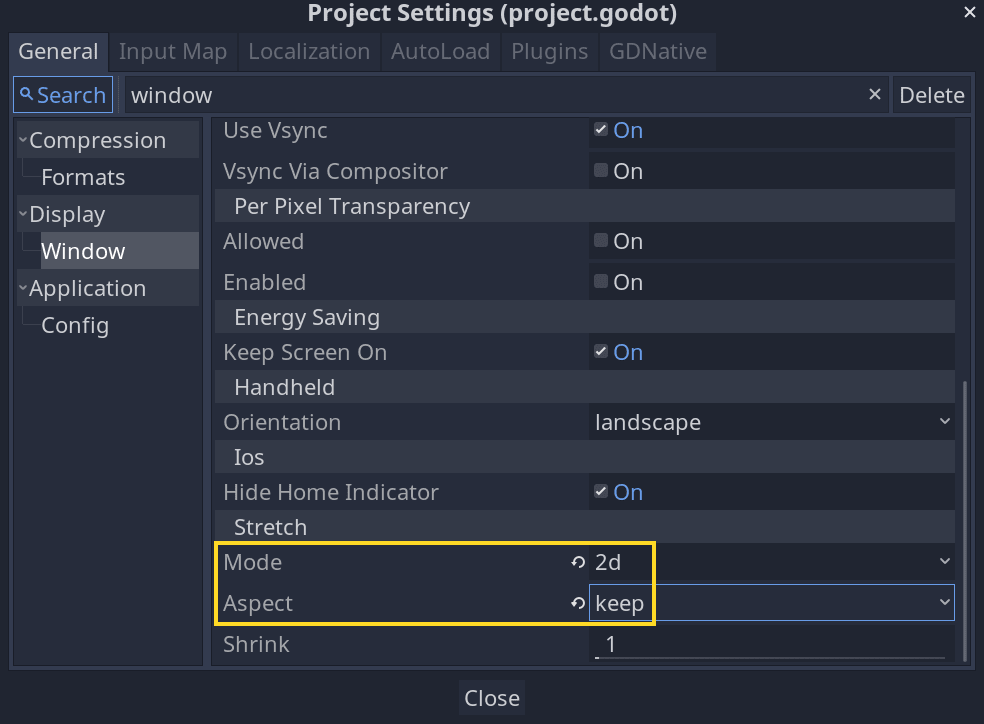 Project Settings (project.godot)
General Input Map Localization AutoLoad Plugins GDNative
Search window Delete
Compression
Formats
Display
Window
Application
Config
Use Vsync On
Vsync Via Compositor On
Per Pixel Transparency
Allowed On
Enabled On
Energy Saving
Keep Screen On On
Handheld
Orientation landscape
Ios
Hide Home Indicator On
Stretch
Mode 2d
Aspect keep
Shrink 1
Close